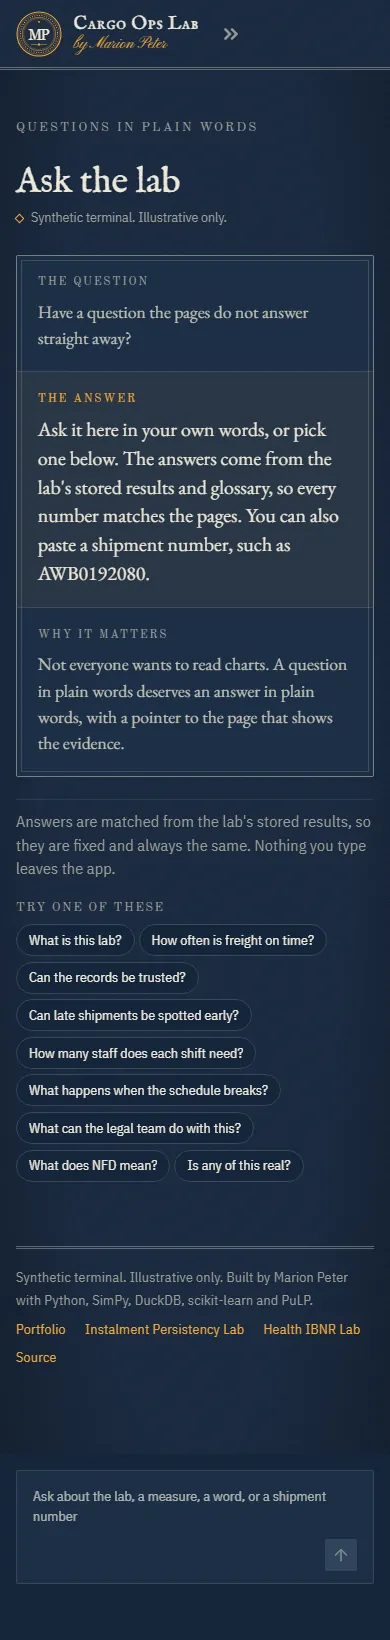 MP
Cargo Ops Lab
by Marion Peter
QUESTIONS IN PLAIN WORDS
Ask the lab
Synthetic terminal. Illustrative only.
THE QUESTION
Have a question the pages do not answer
straight away?
THE ANSWER
Ask it here in your own words, or pick
one below. The answers come from the
lab's stored results and glossary, so every
number matches the pages. You can also
paste a shipment number, such as
AWB0192080.
WHY IT MATTERS
Not everyone wants to read charts. A question
in plain words deserves an answer in plain
words, with a pointer to the page that shows
the evidence.
Answers are matched from the lab's stored results, so
they are fixed and always the same. Nothing you type
leaves the app.
TRY ONE OF THESE
What is this lab? How often is freight on time?
Can the records be trusted?
Can late shipments be spotted early?
How many staff does each shift need?
What happens when the schedule breaks?
What can the legal team do with this?
What does NFD mean? Is any of this real?
Synthetic terminal. Illustrative only. Built by Marion Peter
with Python, SimPy, DuckDB, scikit-learn and PuLP.
Portfolio Instalment Persistency Lab Health IBNR Lab
Source
Ask about the lab, a measure, a word, or a shipment
number